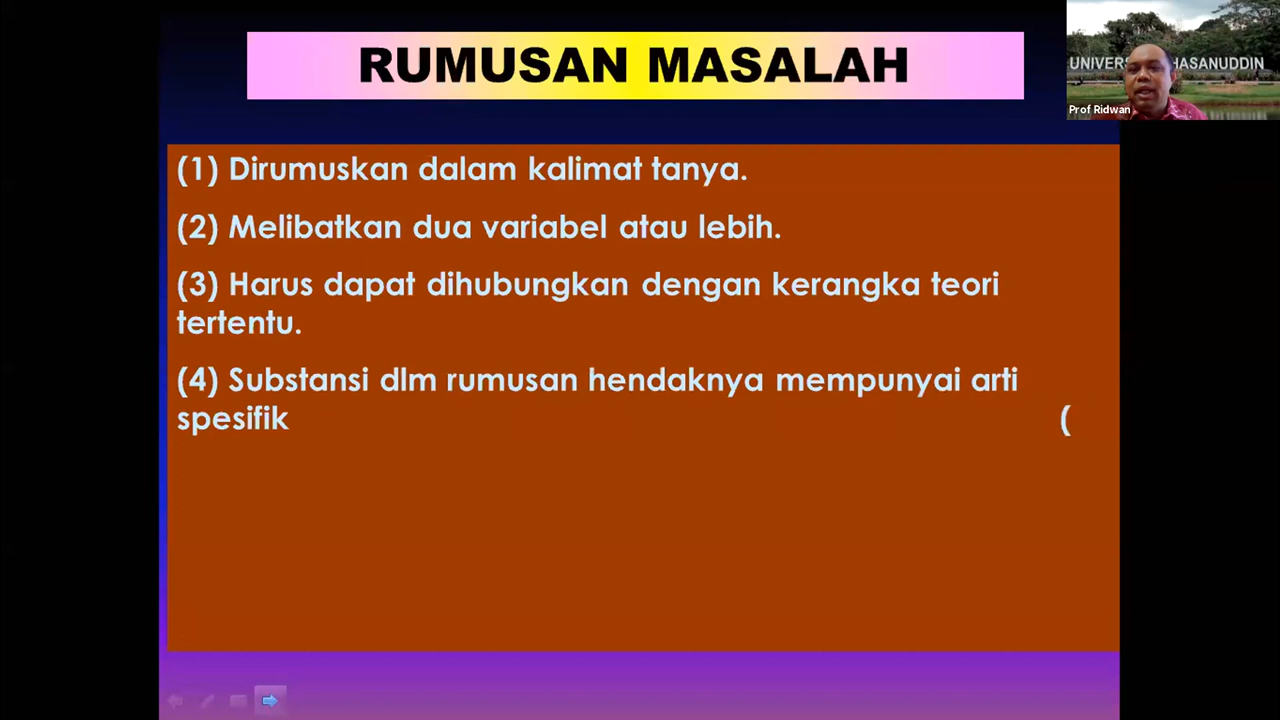 RUMUSAN MASALAH
UNIVERS HASANUDDIN
Prof Ridwan
(1) Dirumuskan dalam kalimat tanya.
(2) Melibatkan dua variabel atau lebih.
(3) Harus dapat dihubungkan dengan kerangka teori
tertentu.
(4) Substansi dlm rumusan hendaknya mempunyai arti
spesifik (